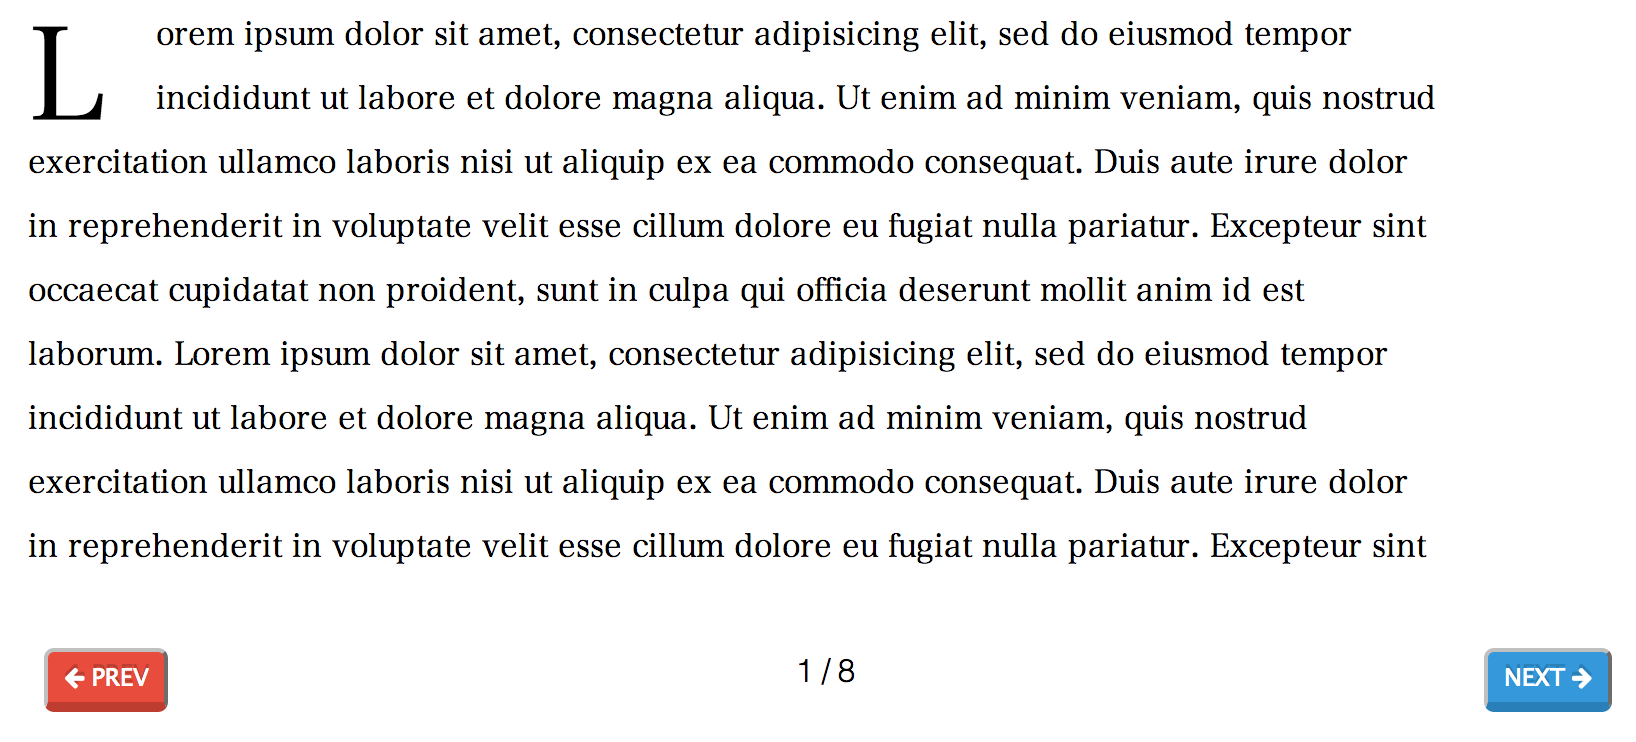 Lorem ipsum dolor sit amet, consectetur adipisicing elit, sed do eiusmod tempor
incididunt ut labore et dolore magna aliqua. Ut enim ad minim veniam, quis nostrud
exercitation ullamco laboris nisi ut aliquip ex ea commodo consequat. Duis aute irure dolor
in reprehenderit in voluptate velit esse cillum dolore eu fugiat nulla pariatur. Excepteur sint
occaecat cupidatat non proident, sunt in culpa qui officia deserunt mollit anim id est
laborum. Lorem ipsum dolor sit amet, consectetur adipisicing elit, sed do eiusmod tempor
incididunt ut labore et dolore magna aliqua. Ut enim ad minim veniam, quis nostrud
exercitation ullamco laboris nisi ut aliquip ex ea commodo consequat. Duis aute irure dolor
in reprehenderit in voluptate velit esse cillum dolore eu fugiat nulla pariatur. Excepteur sint
← PREV
1 / 8
NEXT →